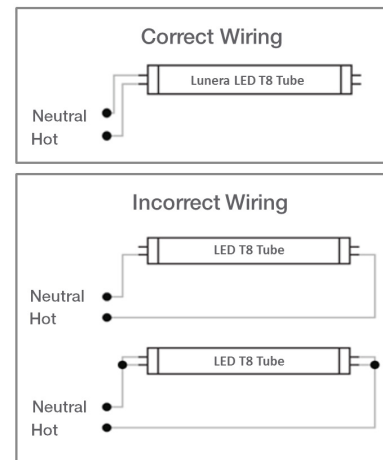 Correct Wiring
Lunera LED T8 Tube
Neutral
Hot
Incorrect Wiring
LED T8 Tube
Neutral
Hot
LED T8 Tube
Neutral
Hot